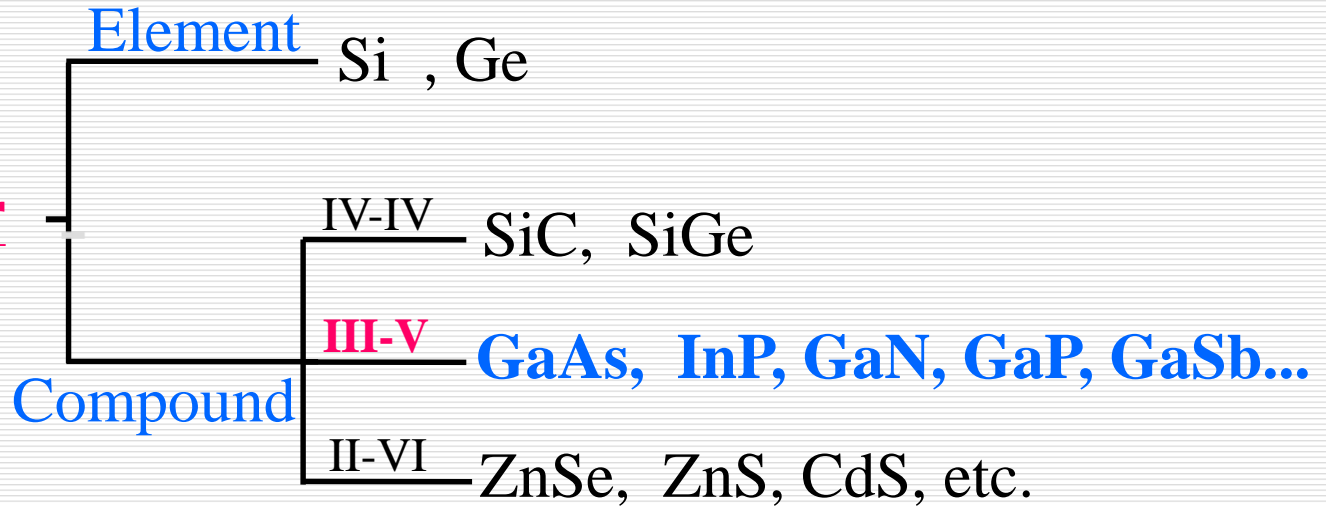 Element
Si , Ge
IV-IV
SiC, SiGe
III-V
GaAs, InP, GaN, GaP, GaSb...
Compound
II-VI
ZnSe, ZnS, CdS, etc.